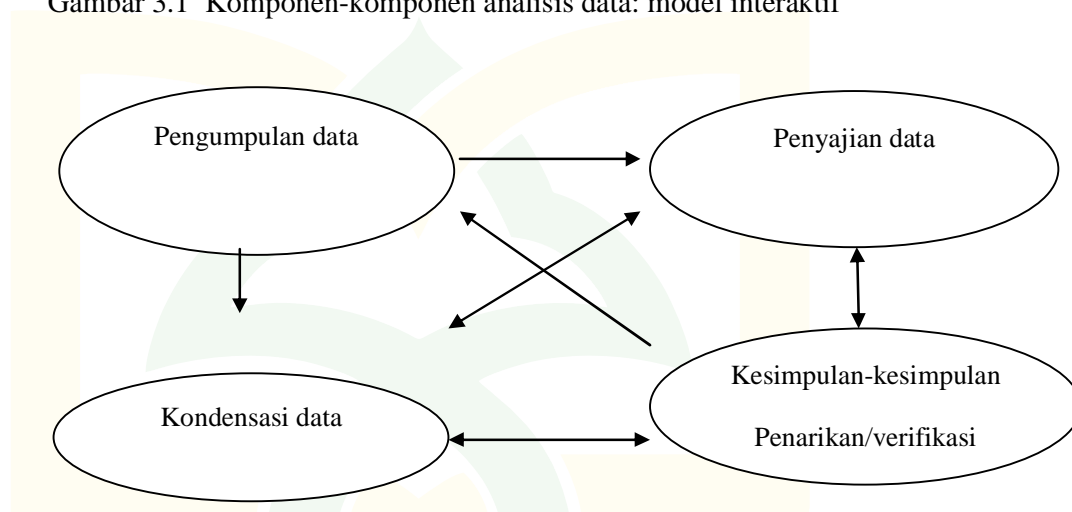 Gambar 3.1 Komponen-komponen analisis data: model interaktif
Pengumpulan data
Penyajian data
Kondensasi data
Kesimpulan-kesimpulan
Penarikan/verifikasi